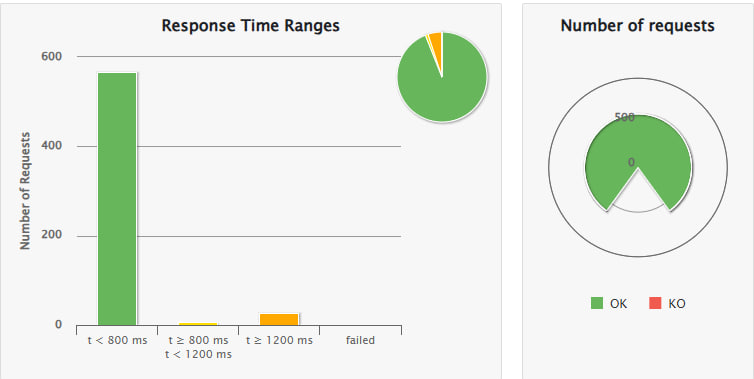 Response Time Ranges
Number of Requests
600
400
200
0
t < 800 ms
t ≥ 800 ms
t < 1200 ms
t ≥ 1200 ms
failed
Number of requests
500
0
OK
KO